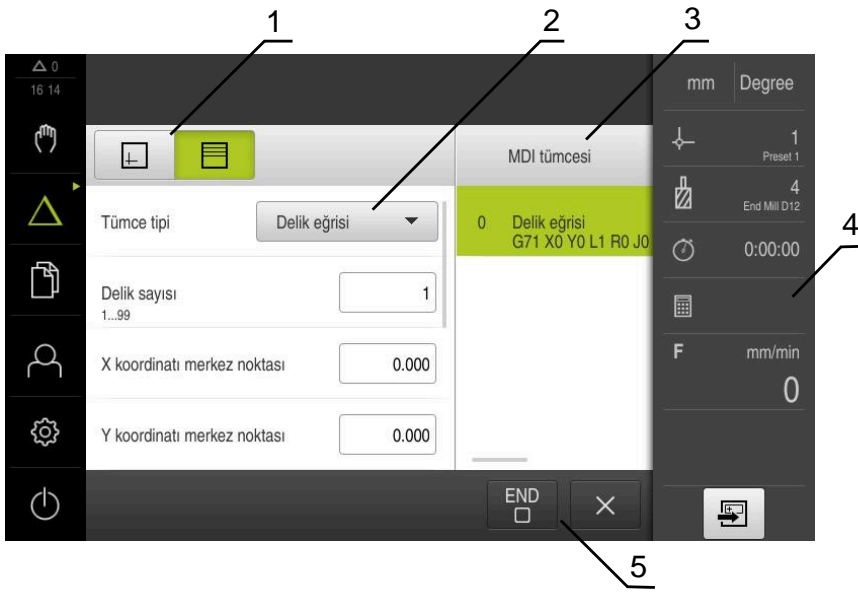 1
2
3
0
16 14
mm
Degree
1
Preset 1
MDI tümcesi
4
End Mill D12
Tümce tipi
Delik eğrisi
0
Delik eğrisi
G71 X0 Y0 L1 R0 J0
4
0:00:00
Delik sayısı
1...99
1
F
mm/min
0
X koordinatı merkez noktası
0.000
Y koordinatı merkez noktası
0.000
END
5